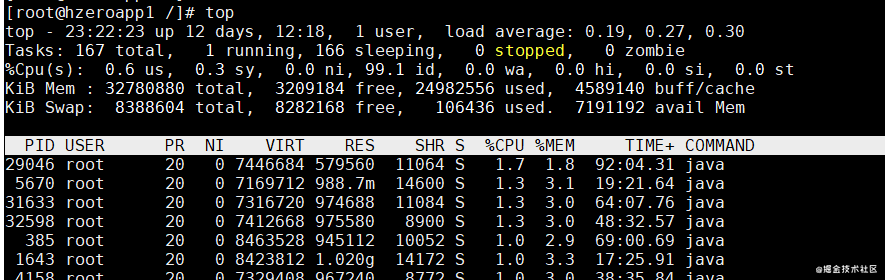 [root@hzeroapp1 /]# top
top - 23:22:23 up 12 days, 12:18,  1 user,  load average: 0.19, 0.27, 0.30
Tasks: 167 total,   1 running, 166 sleeping,   0 stopped,   0 zombie
%Cpu(s):  0.6 us,  0.3 sy,  0.0 ni, 99.1 id,  0.0 wa,  0.0 hi,  0.0 si,  0.0 st
KiB Mem : 32780880 total,  3209184 free, 24982556 used,  4589140 buff/cache
KiB Swap:  8388604 total,  8282168 free,   106436 used.  7191192 avail Mem
PID USER PR NI VIRT RES SHR S %CPU %MEM TIME+ COMMAND
29046 root 20 0 7446684 579560 11064 S 1.7 1.8 92:04.31 java
5670 root 20 0 7169712 988.7m 14600 S 1.3 3.1 19:21.64 java
31633 root 20 0 7316720 974688 11084 S 1.3 3.0 64:07.76 java
32598 root 20 0 7412668 975580 8900 S 1.3 3.0 48:32.57 java
385 root 20 0 8463528 945112 10052 S 1.0 2.9 69:00.69 java
1643 root 20 0 8423812 1.020g 14172 S 1.0 3.3 17:25.91 java
4158 root 20 0 7329408 967240 8772 S 1.0 3.0 38:35.84 java
@掘金技术社区